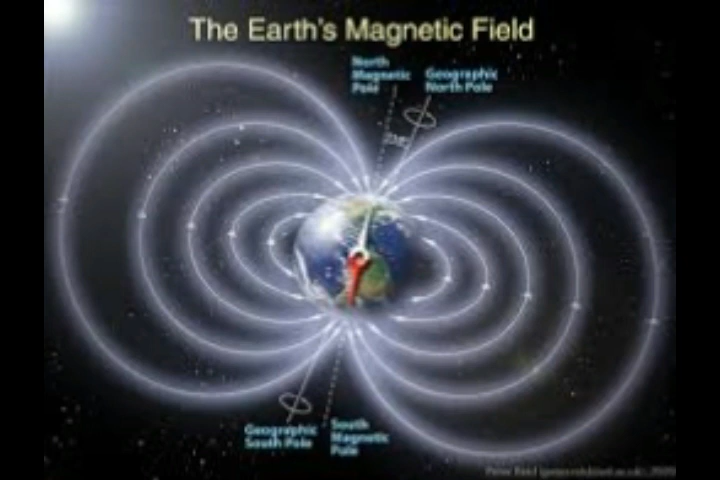 The Earth's Magnetic Field
North
Magnetic
Pole
Geographic
North Pole
Geographic
South Pole
South
Magnetic
Pole